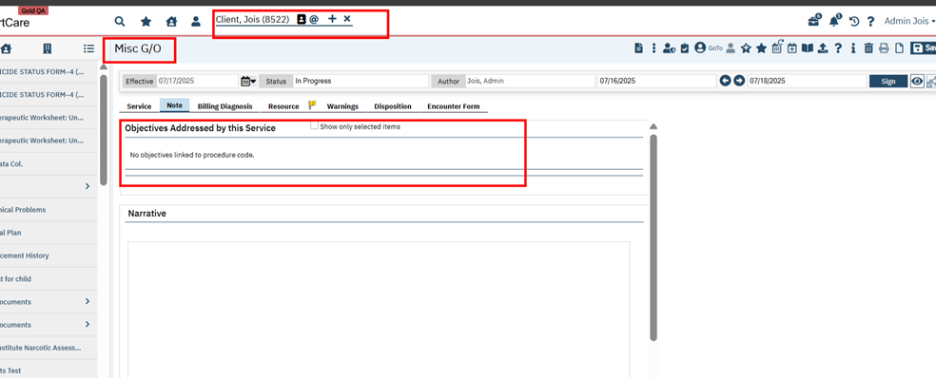 Gold QA
rtCare
Client, Jois (8522)
Admin Jois
Misc G/O
GoTo
Sav
ICIDE STATUS FORM-4 (...
ICIDE STATUS FORM-4 (...
erapeutic Worksheet: Un...
erapeutic Worksheet: Un...
ata Col.
nical Problems
al Plan
cement History
t for child
ocuments
ocuments
nstitute Narcotic Assess...
ts Test
Effective 07/17/2025 Status In Progress Author Jois, Admin 07/16/2025 07/18/2025 Sign
Service Note Billing Diagnosis Resource Warnings Disposition Encounter Form
Objectives Addressed by this Service Show only selected items
No objectives linked to procedure code.
Narrative